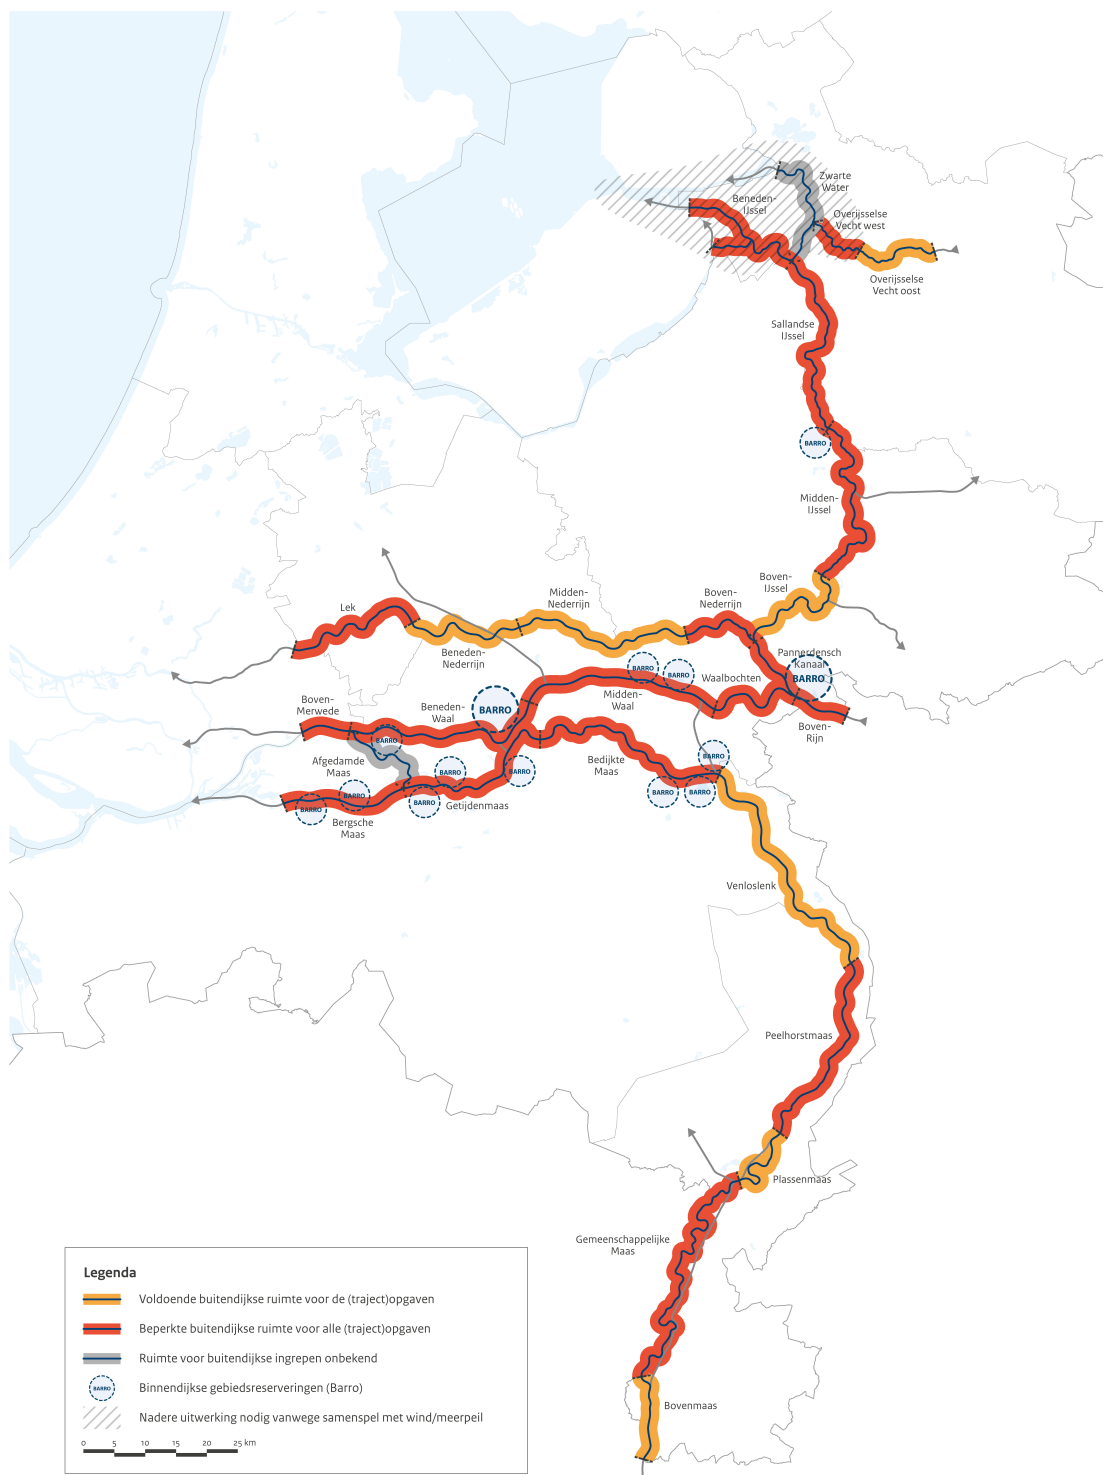 Zwarte
Water
Beneden-
IJssel
Overijsselse
Vecht west
Overijsselse
Vecht oost
Sallandse
IJssel
BARRO
Midden-
IJssel
Boven-
IJssel
Midden-
Nederrijn
Boven-
Nederrijn
Lek
Beneden-
Nederrijn
Pannerdensch
Kanaal
BARRO
BARRO
BARRO
Waalbochten
Midden-
Waal
Boven-
Rijn
Boven-
Merwede
Beneden-
Waal
BARRO
BARRO
Afgedamde
Maas
BARRO
BARRO
Bedijkte
Maas
BARRO
BARRO
BARRO
BARRO
BARRO
BARRO
Getijdenmaas
Bergsche
Maas
Venloslenk
Peelhorstmaas
Plassenmaas
Gemeenschappelijke
Maas
Bovenmaas
Legenda
Voldoende buitendijkse ruimte voor de (traject)opgaven
Beperkte buitendijkse ruimte voor alle (traject)opgaven
Ruimte voor buitendijkse ingrepen onbekend
BARRO Binnendijkse gebiedsreserveringen (Barro)
Nadere uitwerking nodig vanwege samenspel met wind/meerpeil
0 5 10 15 20 25 km